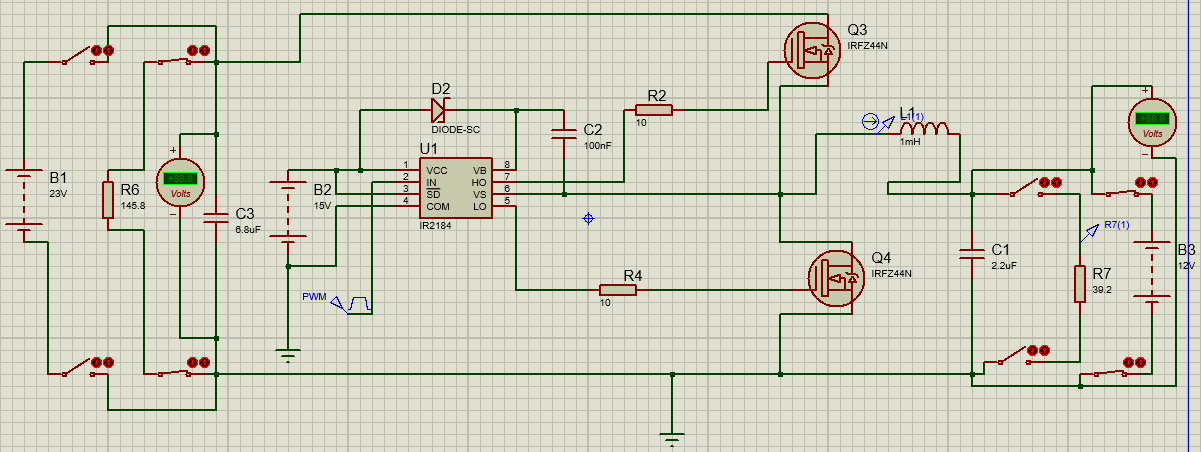 Q3
IRFZ44N
D2
DIODE-SC
R2
10
C2
100nF
L1
L1(1)
1mH
+
Volts
B1
23V
R6
145.8
+
Volts
C3
6.8uF
B2
15V
U1
1 VCC VB 8
2 IN HO 7
3 SD VS 6
4 COM LO 5
IR2184
PWM
R4
10
Q4
IRFZ44N
C1
2.2uF
R7(1)
R7
39.2
B3
12V